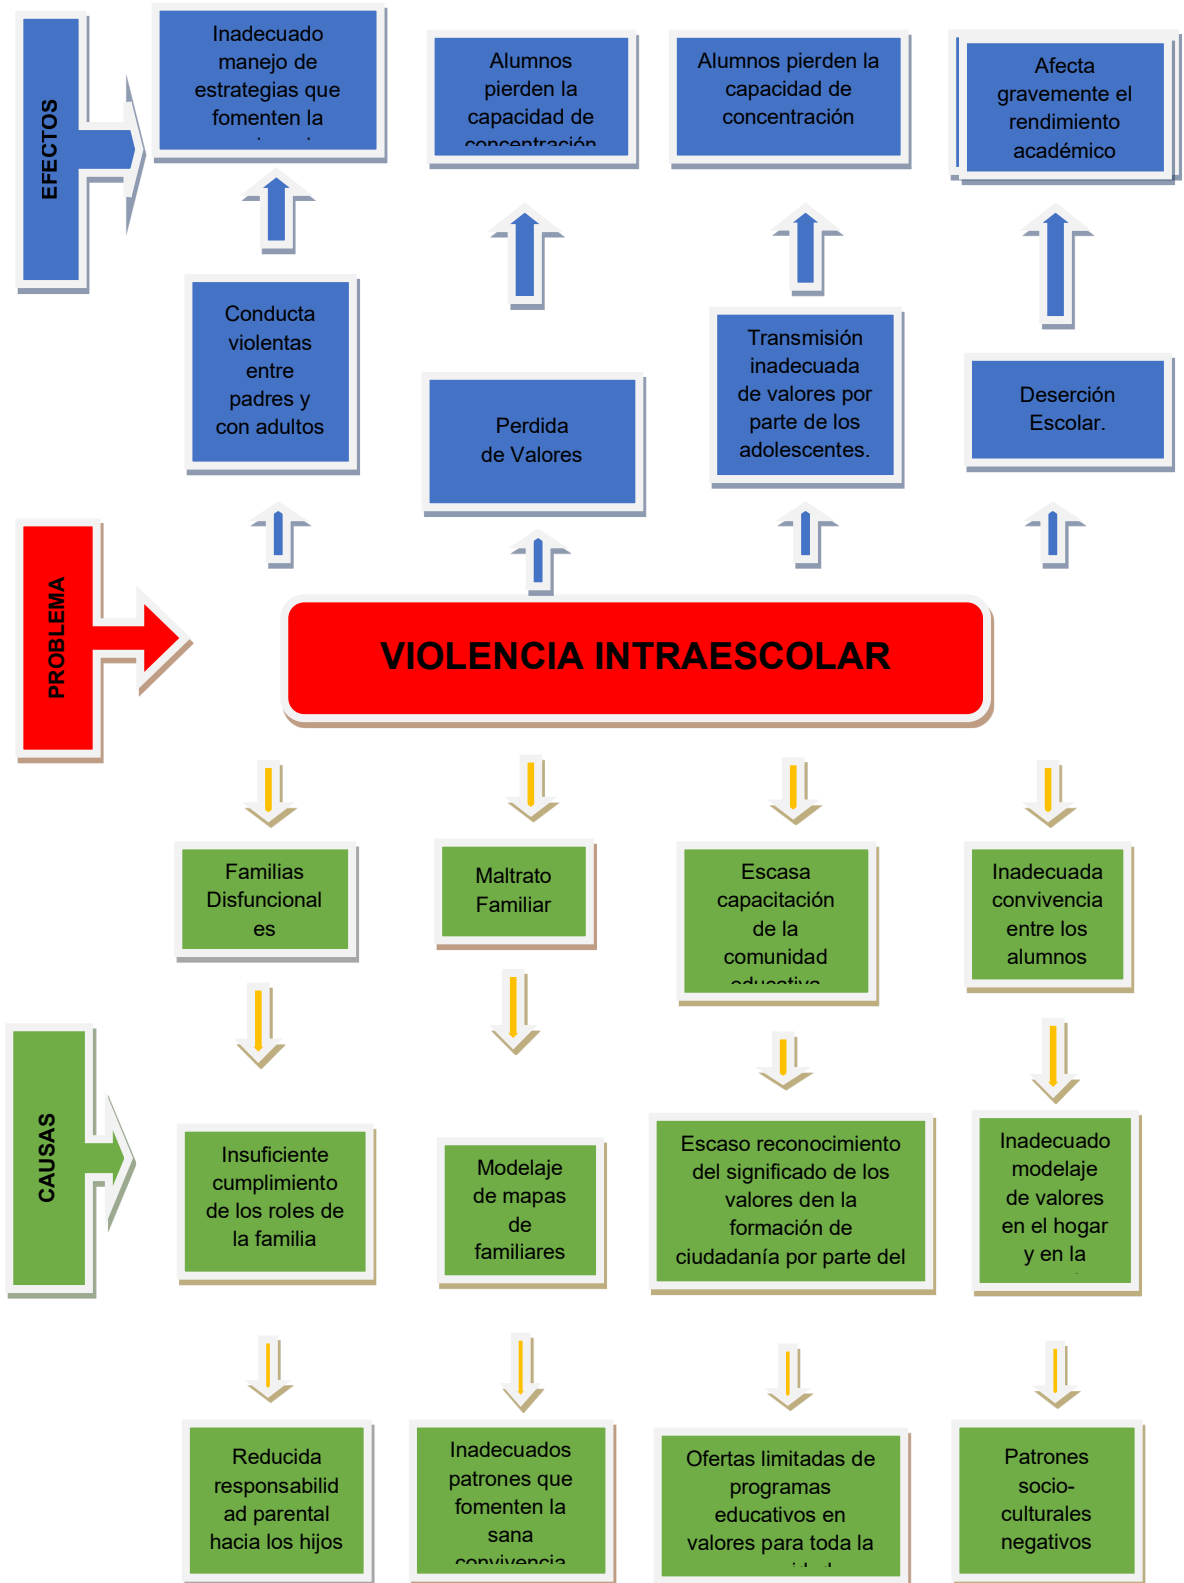 EFECTOS
Inadecuado
manejo de
estrategias que
fomenten la
Alumnos
pierden la
capacidad de
concentración
Alumnos pierden la
capacidad de
concentración
Afecta
gravemente el
rendimiento
académico
Conducta
violentas
entre
padres y
con adultos
Perdida
de Valores
Transmisión
inadecuada
de valores por
parte de los
adolescentes.
Deserción
Escolar.
PROBLEMA
VIOLENCIA INTRAESCOLAR
Familias
Disfuncional
es
Maltrato
Familiar
Escasa
capacitación
de la
comunidad
educativa
Inadecuada
convivencia
entre los
alumnos
CAUSAS
Insuficiente
cumplimiento
de los roles de
la familia
Modelaje
de mapas
de
familiares
Escaso reconocimiento
del significado de los
valores den la
formación de
ciudadanía por parte del
Inadecuado
modelaje
de valores
en el hogar
y en la
Reducida
responsabilid
ad parental
hacia los hijos
Inadecuados
patrones que
fomenten la
sana
convivencia
Ofertas limitadas de
programas
educativos en
valores para toda la
Patrones
socio-
culturales
negativos